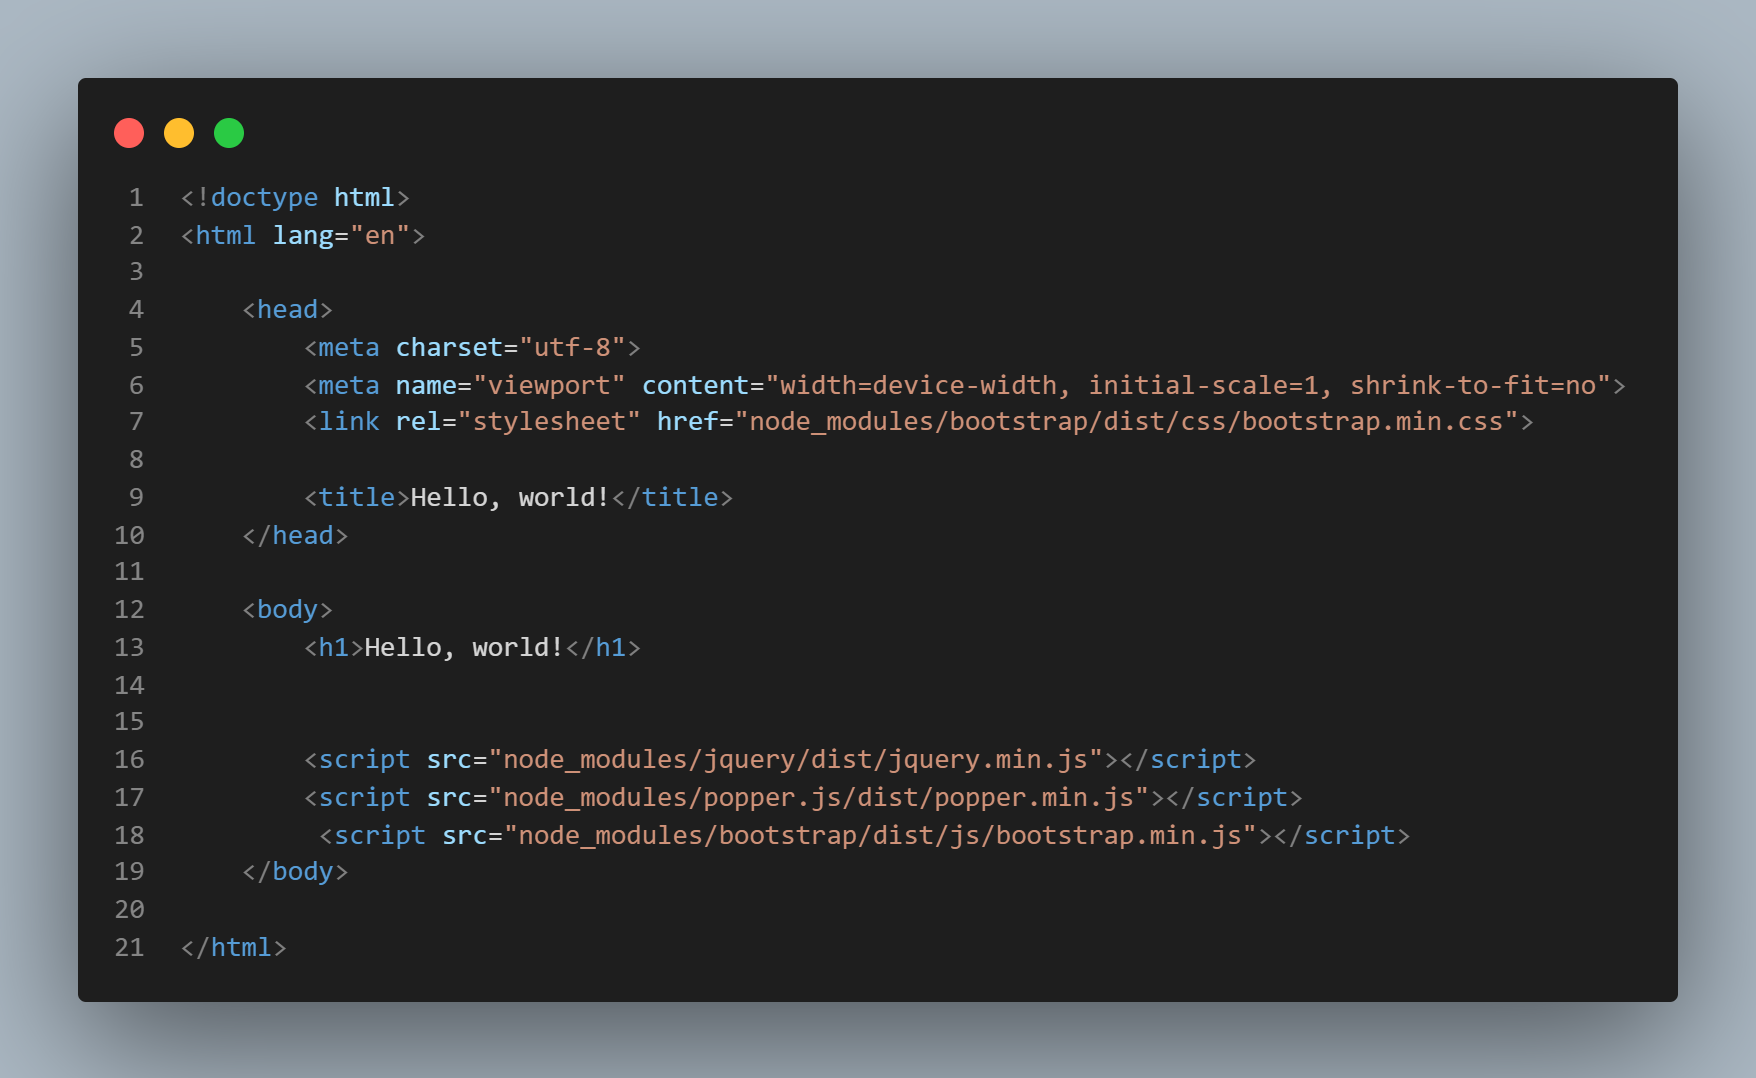 1 <!doctype html>
2 <html lang="en">
3
4     <head>
5         <meta charset="utf-8">
6         <meta name="viewport" content="width=device-width, initial-scale=1, shrink-to-fit=no">
7         <link rel="stylesheet" href="node_modules/bootstrap/dist/css/bootstrap.min.css">
8
9         <title>Hello, world!</title>
10     </head>
11
12     <body>
13         <h1>Hello, world!</h1>
14
15
16         <script src="node_modules/jquery/dist/jquery.min.js"></script>
17         <script src="node_modules/popper.js/dist/popper.min.js"></script>
18          <script src="node_modules/bootstrap/dist/js/bootstrap.min.js"></script>
19     </body>
20
21 </html>